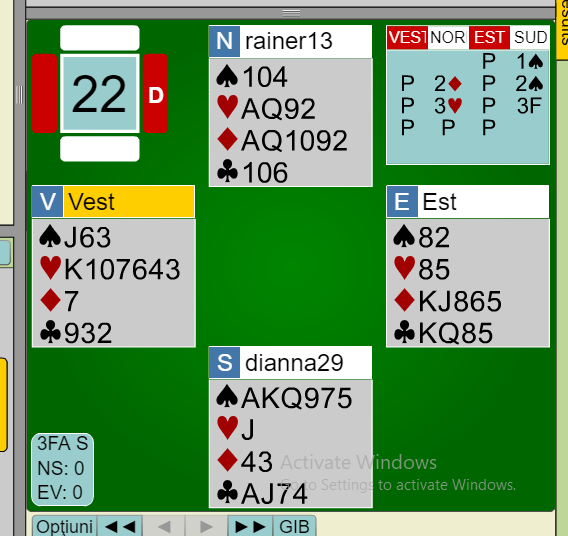 N rainer13
♠104
♥AQ92
♦AQ1092
♣106
22
D
VEST NOR EST SUD
P 1♠
P 2♦ P 2♠
P 3♥ P 3F
P P P
V Vest
♠J63
♥K107643
♦7
♣932
E Est
♠82
♥85
♦KJ865
♣KQ85
S dianna29
♠AKQ975
♥J
♦43
♣AJ74
3FA S
NS: 0
EV: 0
Activate Windows
Go to Settings to activate Windows.
Opţiuni ◄◄ ◄ ► ►► GIB